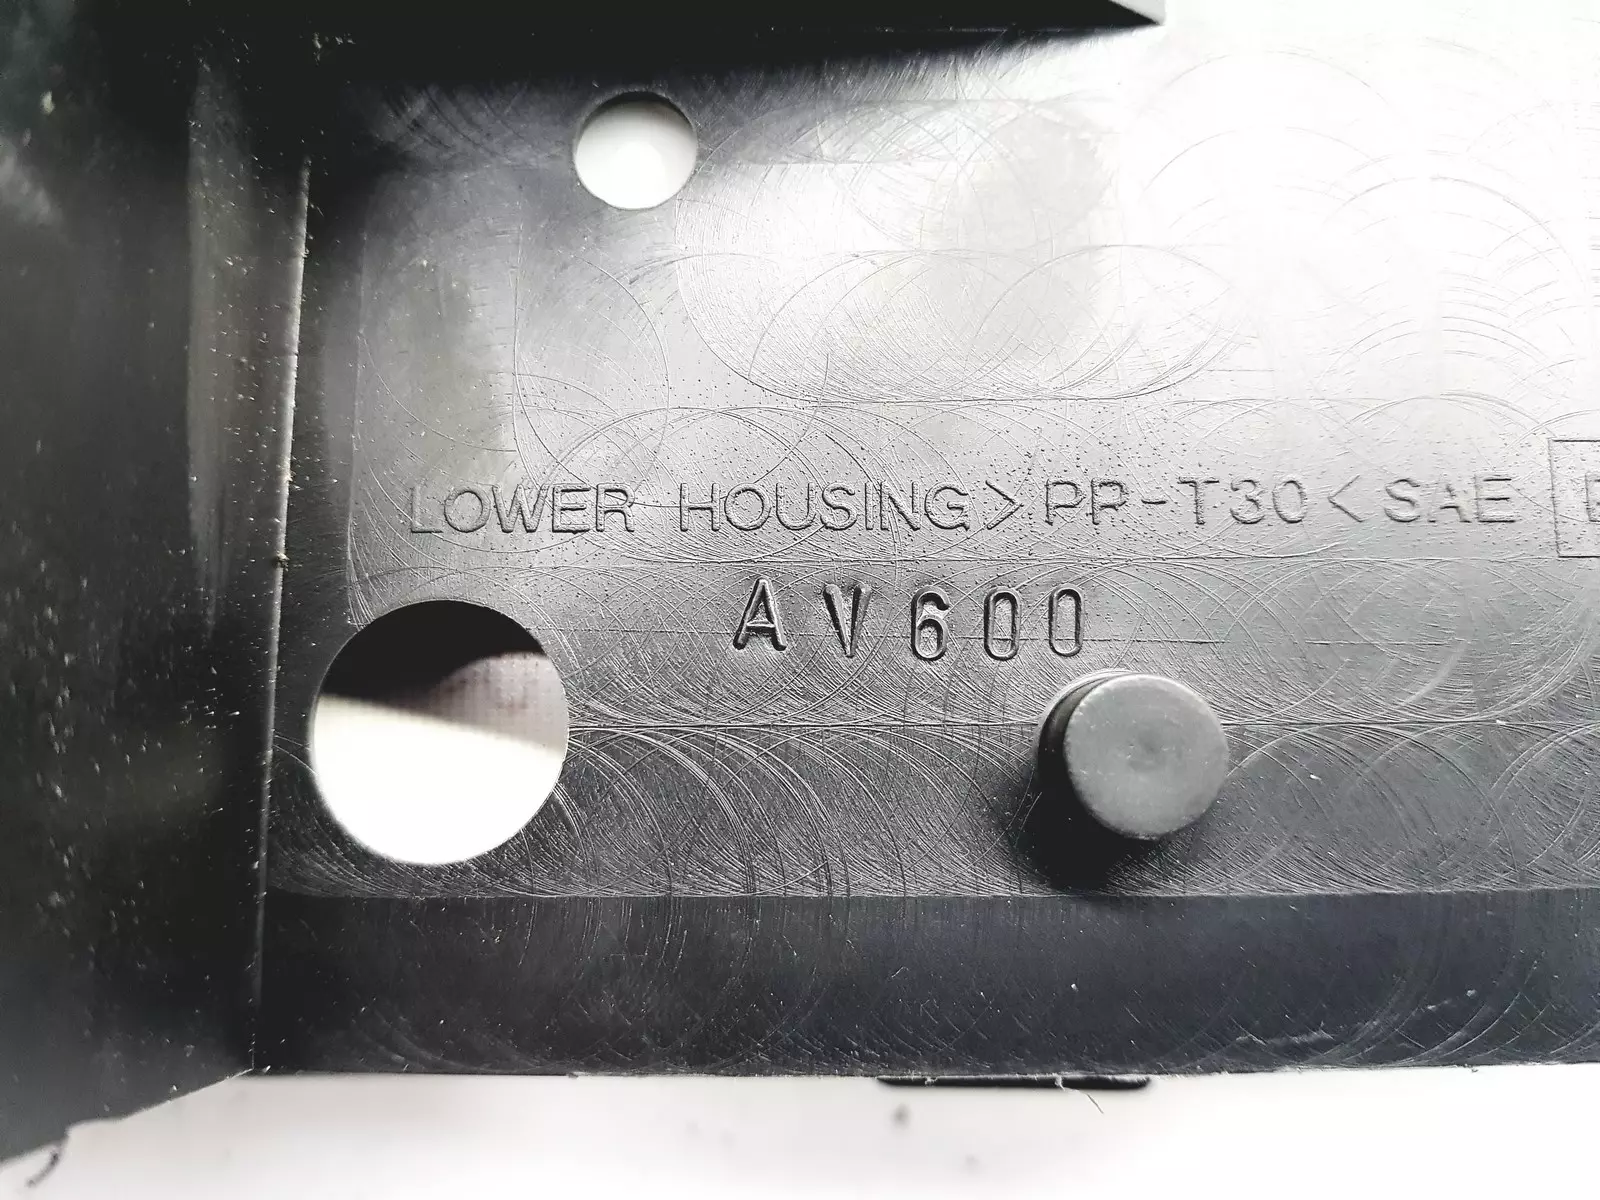 LOWER HOUSING >PP-T30< SAE
AV600